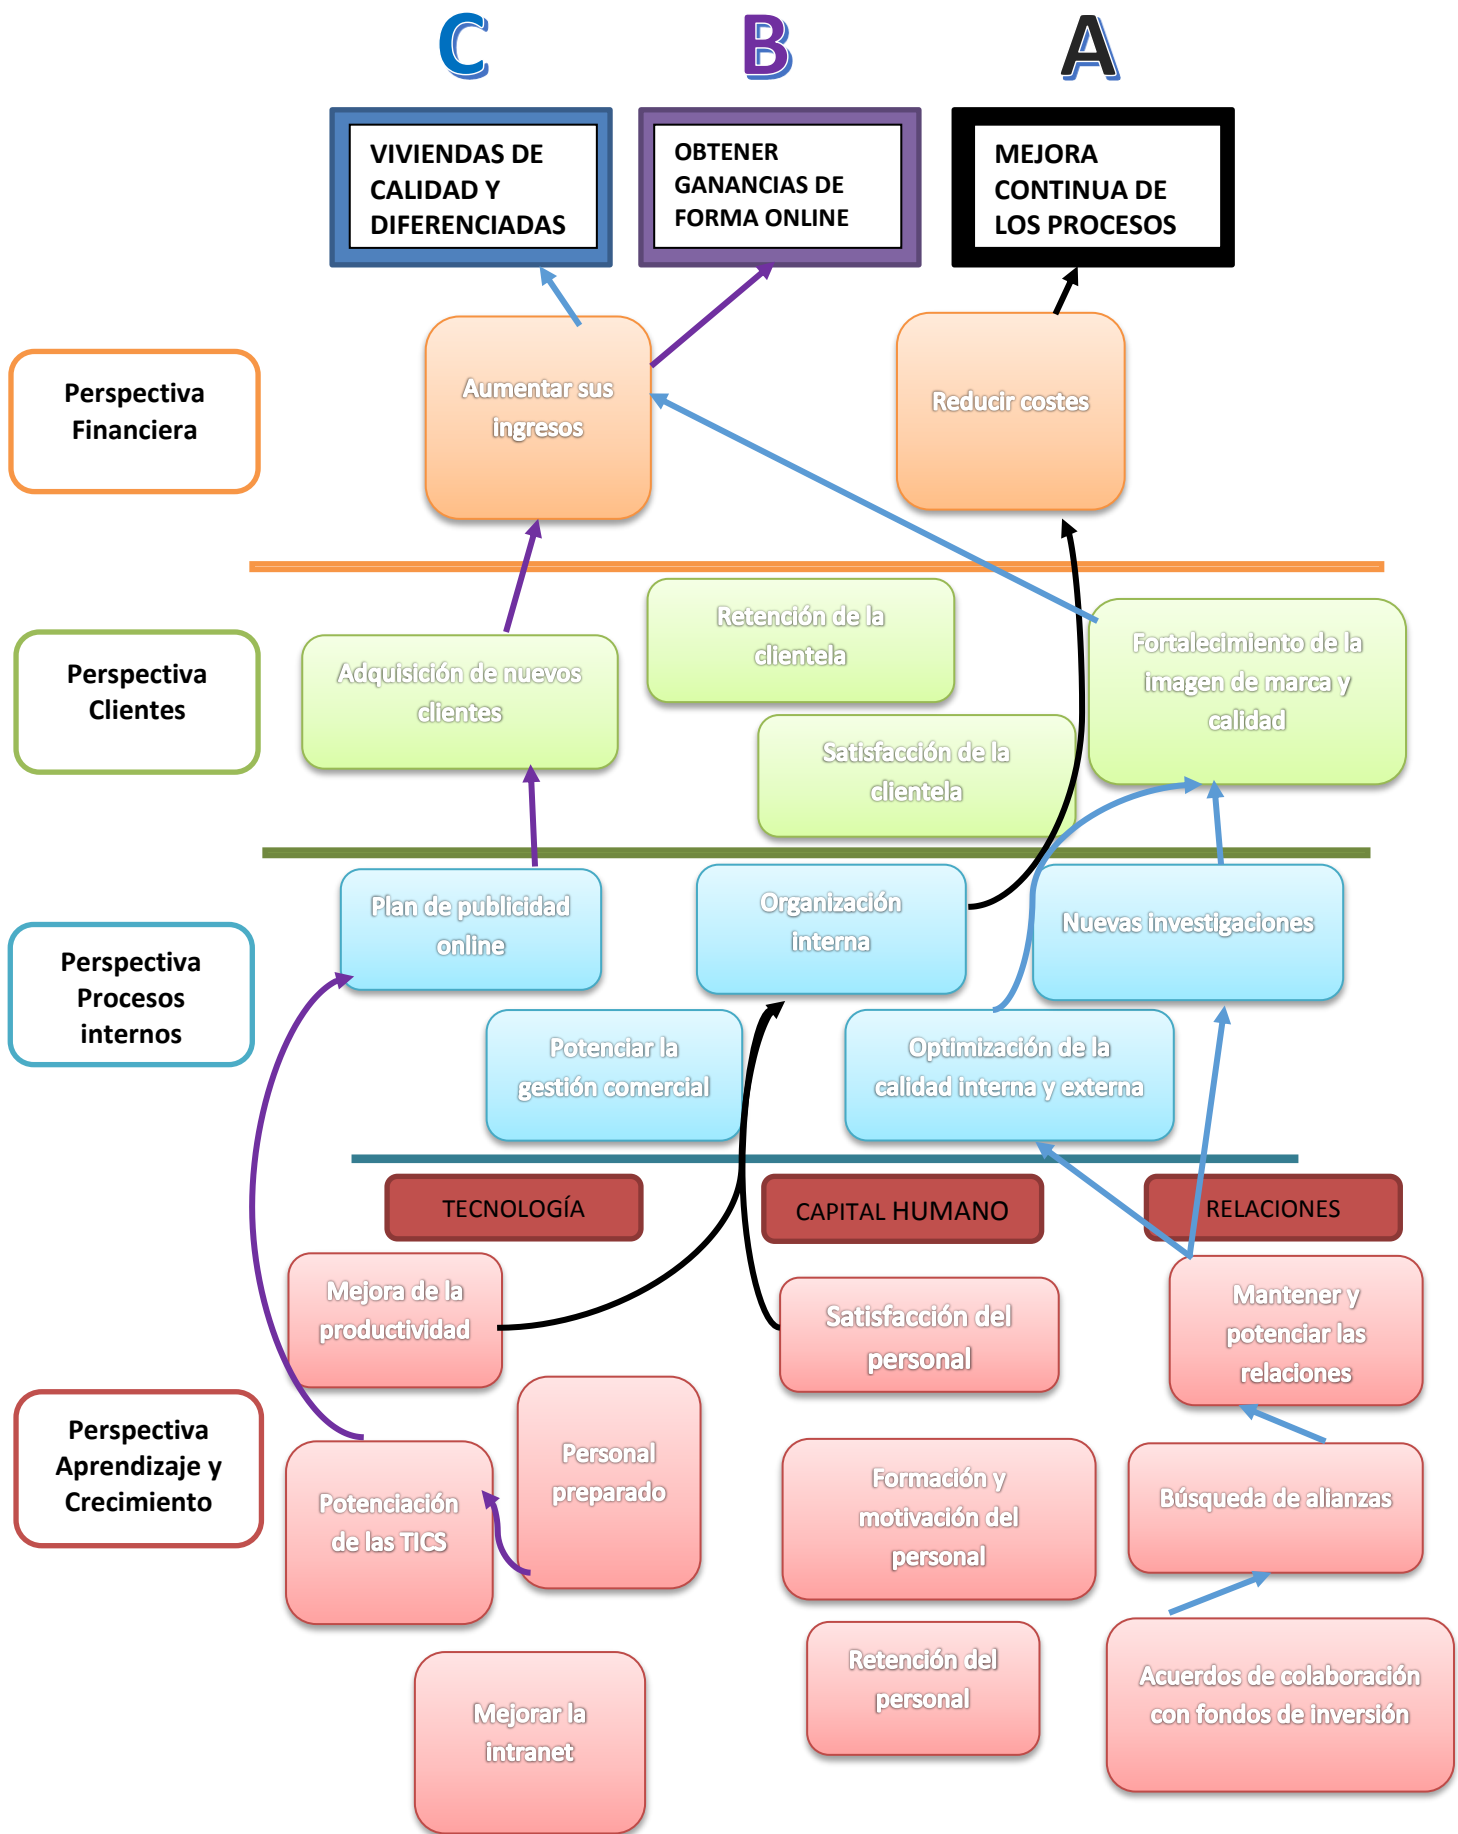 C
B
A
VIVIENDAS DE
CALIDAD Y
DIFERENCIADAS
OBTENER
GANANCIAS DE
FORMA ONLINE
MEJORA
CONTINUA DE
LOS PROCESOS
Perspectiva
Financiera
Aumentar sus
ingresos
Reducir costes
Perspectiva
Clientes
Adquisición de nuevos
clientes
Retención de la
clientela
Satisfacción de la
clientela
Fortalecimiento de la
imagen de marca y
calidad
Perspectiva
Procesos
internos
Plan de publicidad
online
Organización
interna
Nuevas investigaciones
Potenciar la
gestión comercial
Optimización de la
calidad interna y externa
TECNOLOGÍA
CAPITAL HUMANO
RELACIONES
Perspectiva
Aprendizaje y
Crecimiento
Mejora de la
productividad
Satisfacción del
personal
Mantener y
potenciar las
relaciones
Potenciación
de las TICS
Personal
preparado
Formación y
motivación del
personal
Búsqueda de alianzas
Mejorar la
intranet
Retención del
personal
Acuerdos de colaboración
con fondos de inversión